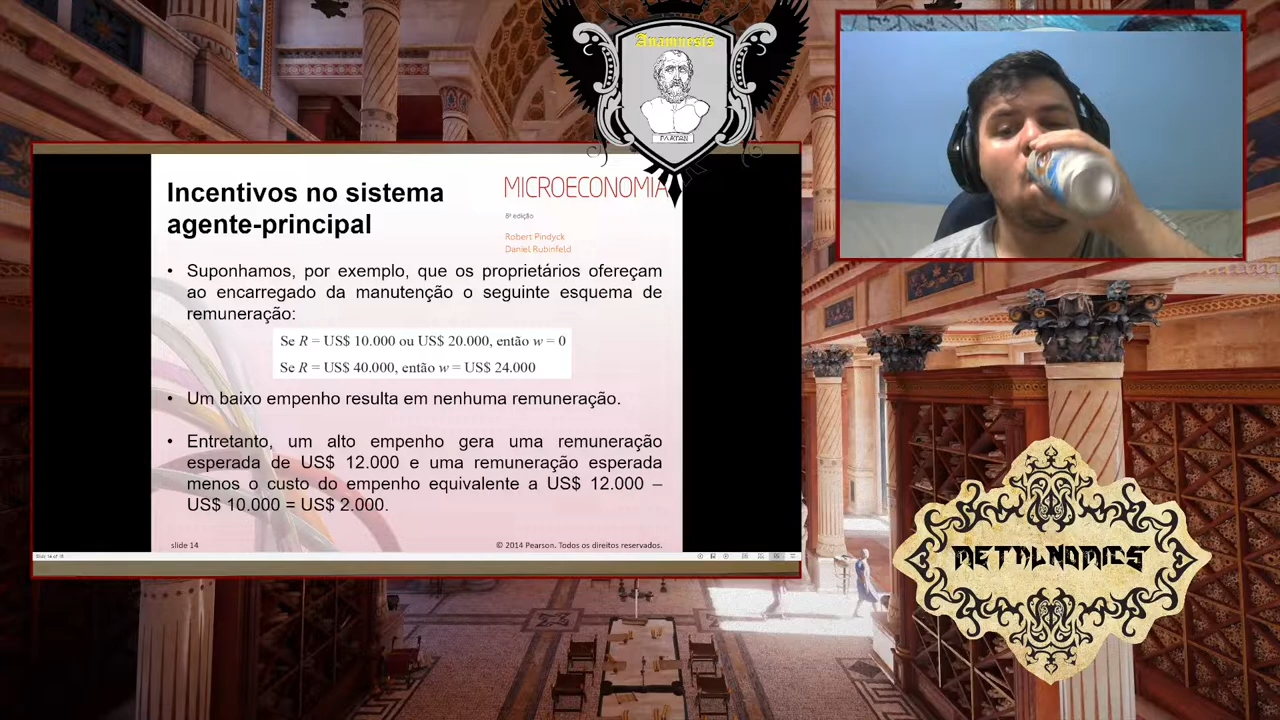 Anamnesis
Incentivos no sistema
agente-principal
MICROECONOMIA
8ª edição
Robert Pindyck
Daniel Rubinfeld
• Suponhamos, por exemplo, que os proprietários ofereçam
ao encarregado da manutenção o seguinte esquema de
remuneração:
Se R = US$ 10.000 ou US$ 20.000, então w = 0
Se R = US$ 40.000, então w = US$ 24.000
• Um baixo empenho resulta em nenhuma remuneração.
• Entretanto, um alto empenho gera uma remuneração
esperada de US$ 12.000 e uma remuneração esperada
menos o custo do empenho equivalente a US$ 12.000 –
US$ 10.000 = US$ 2.000.
slide 14
© 2014 Pearson. Todos os direitos reservados.
METALNOMICS